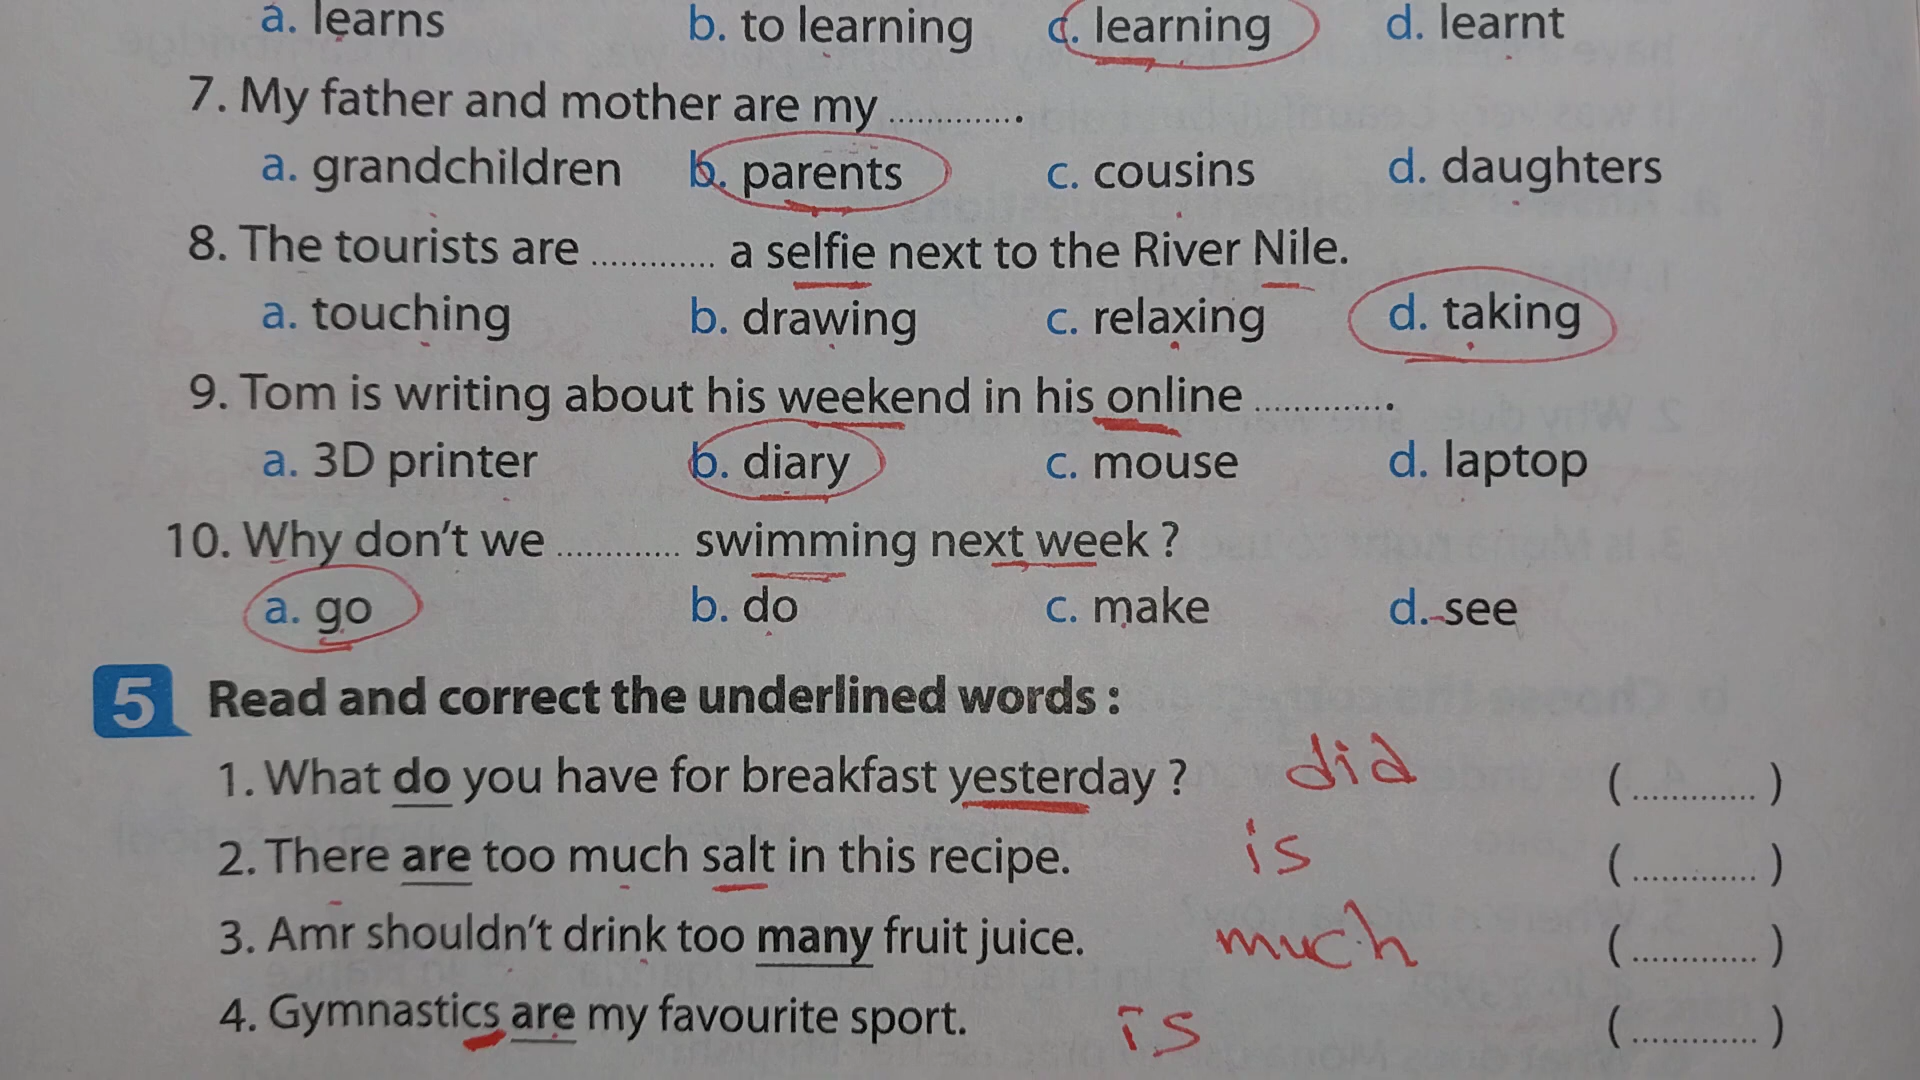 a. learns b. to learning c. learning d. learnt
7. My father and mother are my ............. .
a. grandchildren b. parents c. cousins d. daughters
8. The tourists are ............. a selfie next to the River Nile.
a. touching b. drawing c. relaxing d. taking
9. Tom is writing about his weekend in his online ............. .
a. 3D printer b. diary c. mouse d. laptop
10. Why don't we ............. swimming next week ?
a. go b. do c. make d. see
5 Read and correct the underlined words :
1. What do you have for breakfast yesterday ? did (.............)
2. There are too much salt in this recipe. is (.............)
3. Amr shouldn't drink too many fruit juice. much (.............)
4. Gymnastics are my favourite sport. is (.............)